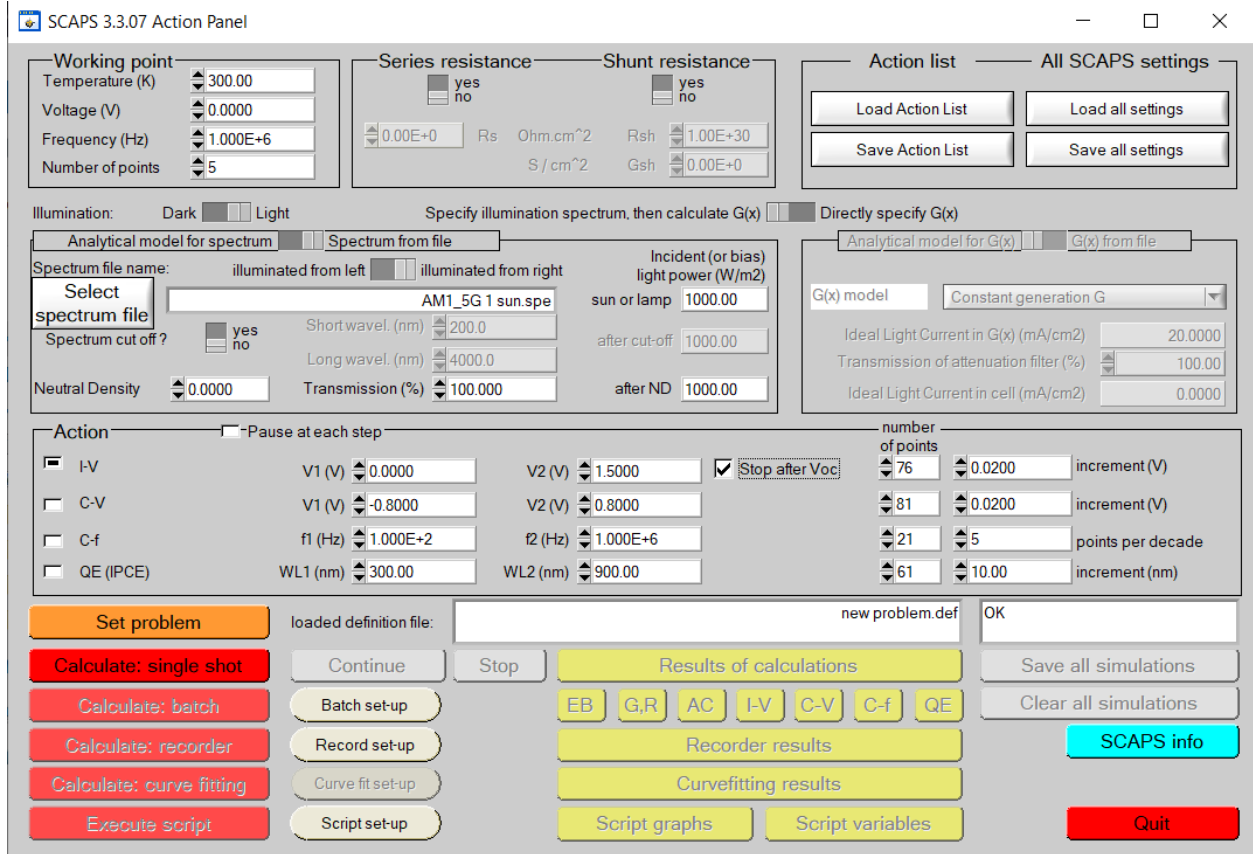 SCAPS 3.3.07 Action Panel
Working point
Temperature (K) 300.00
Voltage (V) 0.0000
Frequency (Hz) 1.000E+6
Number of points 5
Series resistance
yes
no
Shunt resistance
yes
no
0.00E+0 Rs Ohm.cm^2 Rsh 1.00E+30
S / cm^2 Gsh 0.00E+0
Action list
All SCAPS settings
Load Action List
Load all settings
Save Action List
Save all settings
Illumination: Dark Light
Specify illumination spectrum, then calculate G(x) Directly specify G(x)
Analytical model for spectrum Spectrum from file
Spectrum file name: illuminated from left illuminated from right
Incident (or bias)
light power (W/m2)
Select
spectrum file
AM1_5G 1 sun.spe
sun or lamp 1000.00
Spectrum cut off ? yes
no
Short wavel. (nm) 200.0
Long wavel. (nm) 4000.0
after cut-off 1000.00
Neutral Density 0.0000
Transmission (%) 100.000
after ND 1000.00
Analytical model for G(x) G(x) from file
G(x) model Constant generation G
Ideal Light Current in G(x) (mA/cm2) 20.0000
Transmission of attenuation filter (%) 100.00
Ideal Light Current in cell (mA/cm2) 0.0000
Action
Pause at each step
number
of points
I-V V1 (V) 0.0000 V2 (V) 1.5000 Stop after Voc 76 0.0200 increment (V)
C-V V1 (V) -0.8000 V2 (V) 0.8000 81 0.0200 increment (V)
C-f f1 (Hz) 1.000E+2 f2 (Hz) 1.000E+6 21 5 points per decade
QE (IPCE) WL1 (nm) 300.00 WL2 (nm) 900.00 61 10.00 increment (nm)
Set problem
loaded definition file: new problem.def
OK
Calculate: single shot
Continue
Stop
Results of calculations
Save all simulations
Calculate: batch
Batch set-up
EB G,R AC I-V C-V C-f QE
Clear all simulations
Calculate: recorder
Record set-up
Recorder results
SCAPS info
Calculate: curve fitting
Curve fit set-up
Curvefitting results
Execute script
Script set-up
Script graphs
Script variables
Quit